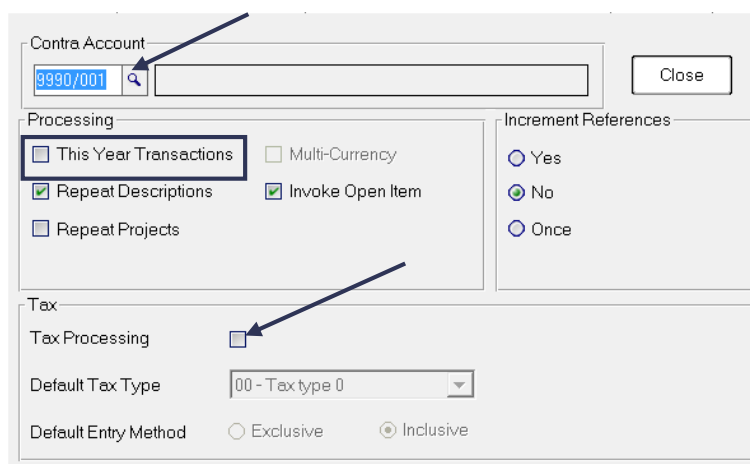 Contra Account
9990/001
Close
Processing
Increment References
This Year Transactions
Multi-Currency
Yes
Repeat Descriptions
Invoke Open Item
No
Repeat Projects
Once
Tax
Tax Processing
Default Tax Type
00 - Tax type 0
Default Entry Method
Exclusive
Inclusive